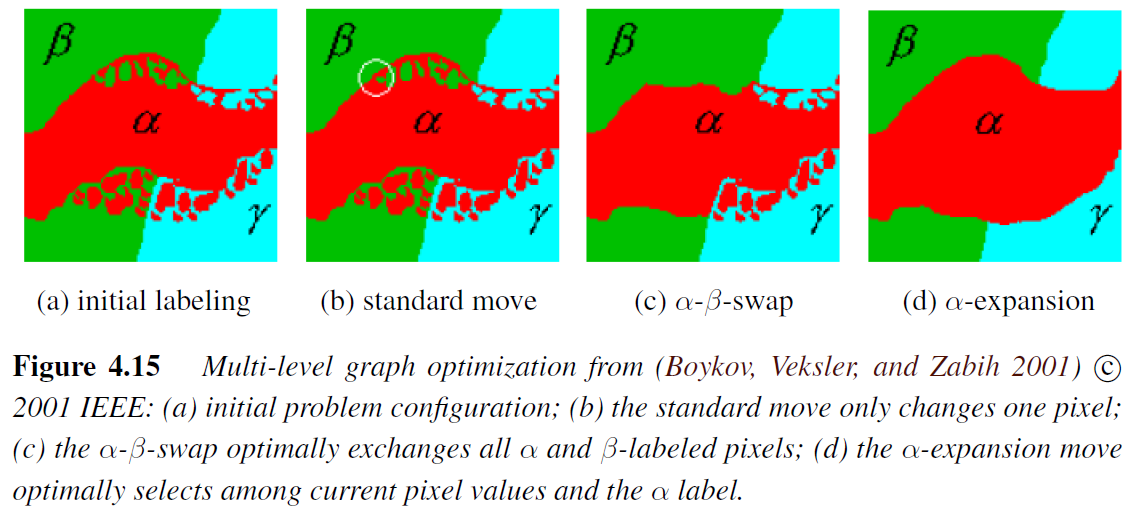 β
α
γ
β
α
γ
β
α
γ
β
α
γ
(a) initial labeling (b) standard move (c) α-β-swap (d) α-expansion
Figure 4.15 Multi-level graph optimization from (Boykov, Veksler, and Zabih 2001) ©
2001 IEEE: (a) initial problem configuration; (b) the standard move only changes one pixel;
(c) the α-β-swap optimally exchanges all α and β-labeled pixels; (d) the α-expansion move
optimally selects among current pixel values and the α label.